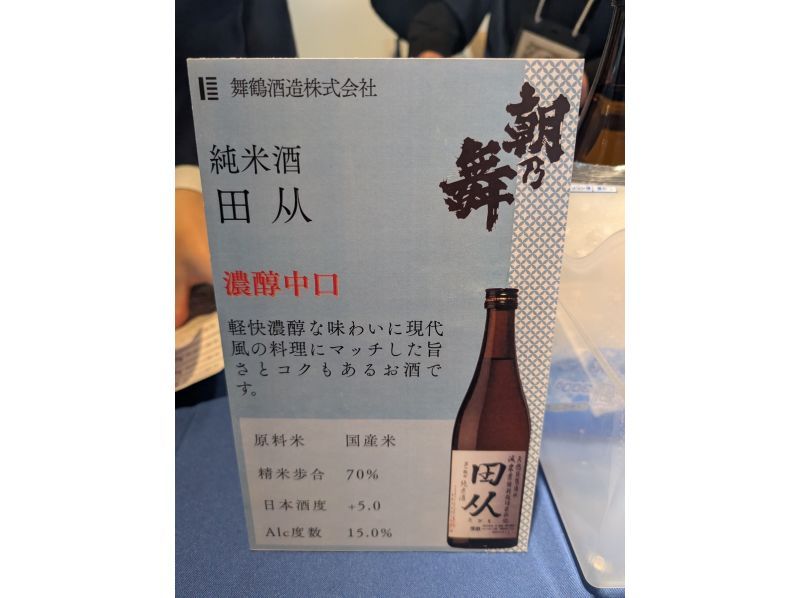 舞鶴酒造株式会社
朝乃舞
純米酒
田从
濃醇中口
軽快濃醇な味わいに現代
風の料理にマッチした旨
さとコクもあるお酒で
す。
原料米 国産米
精米歩合 70%
日本酒度 +5.0
Alc度数 15.0%
田从
純米酒